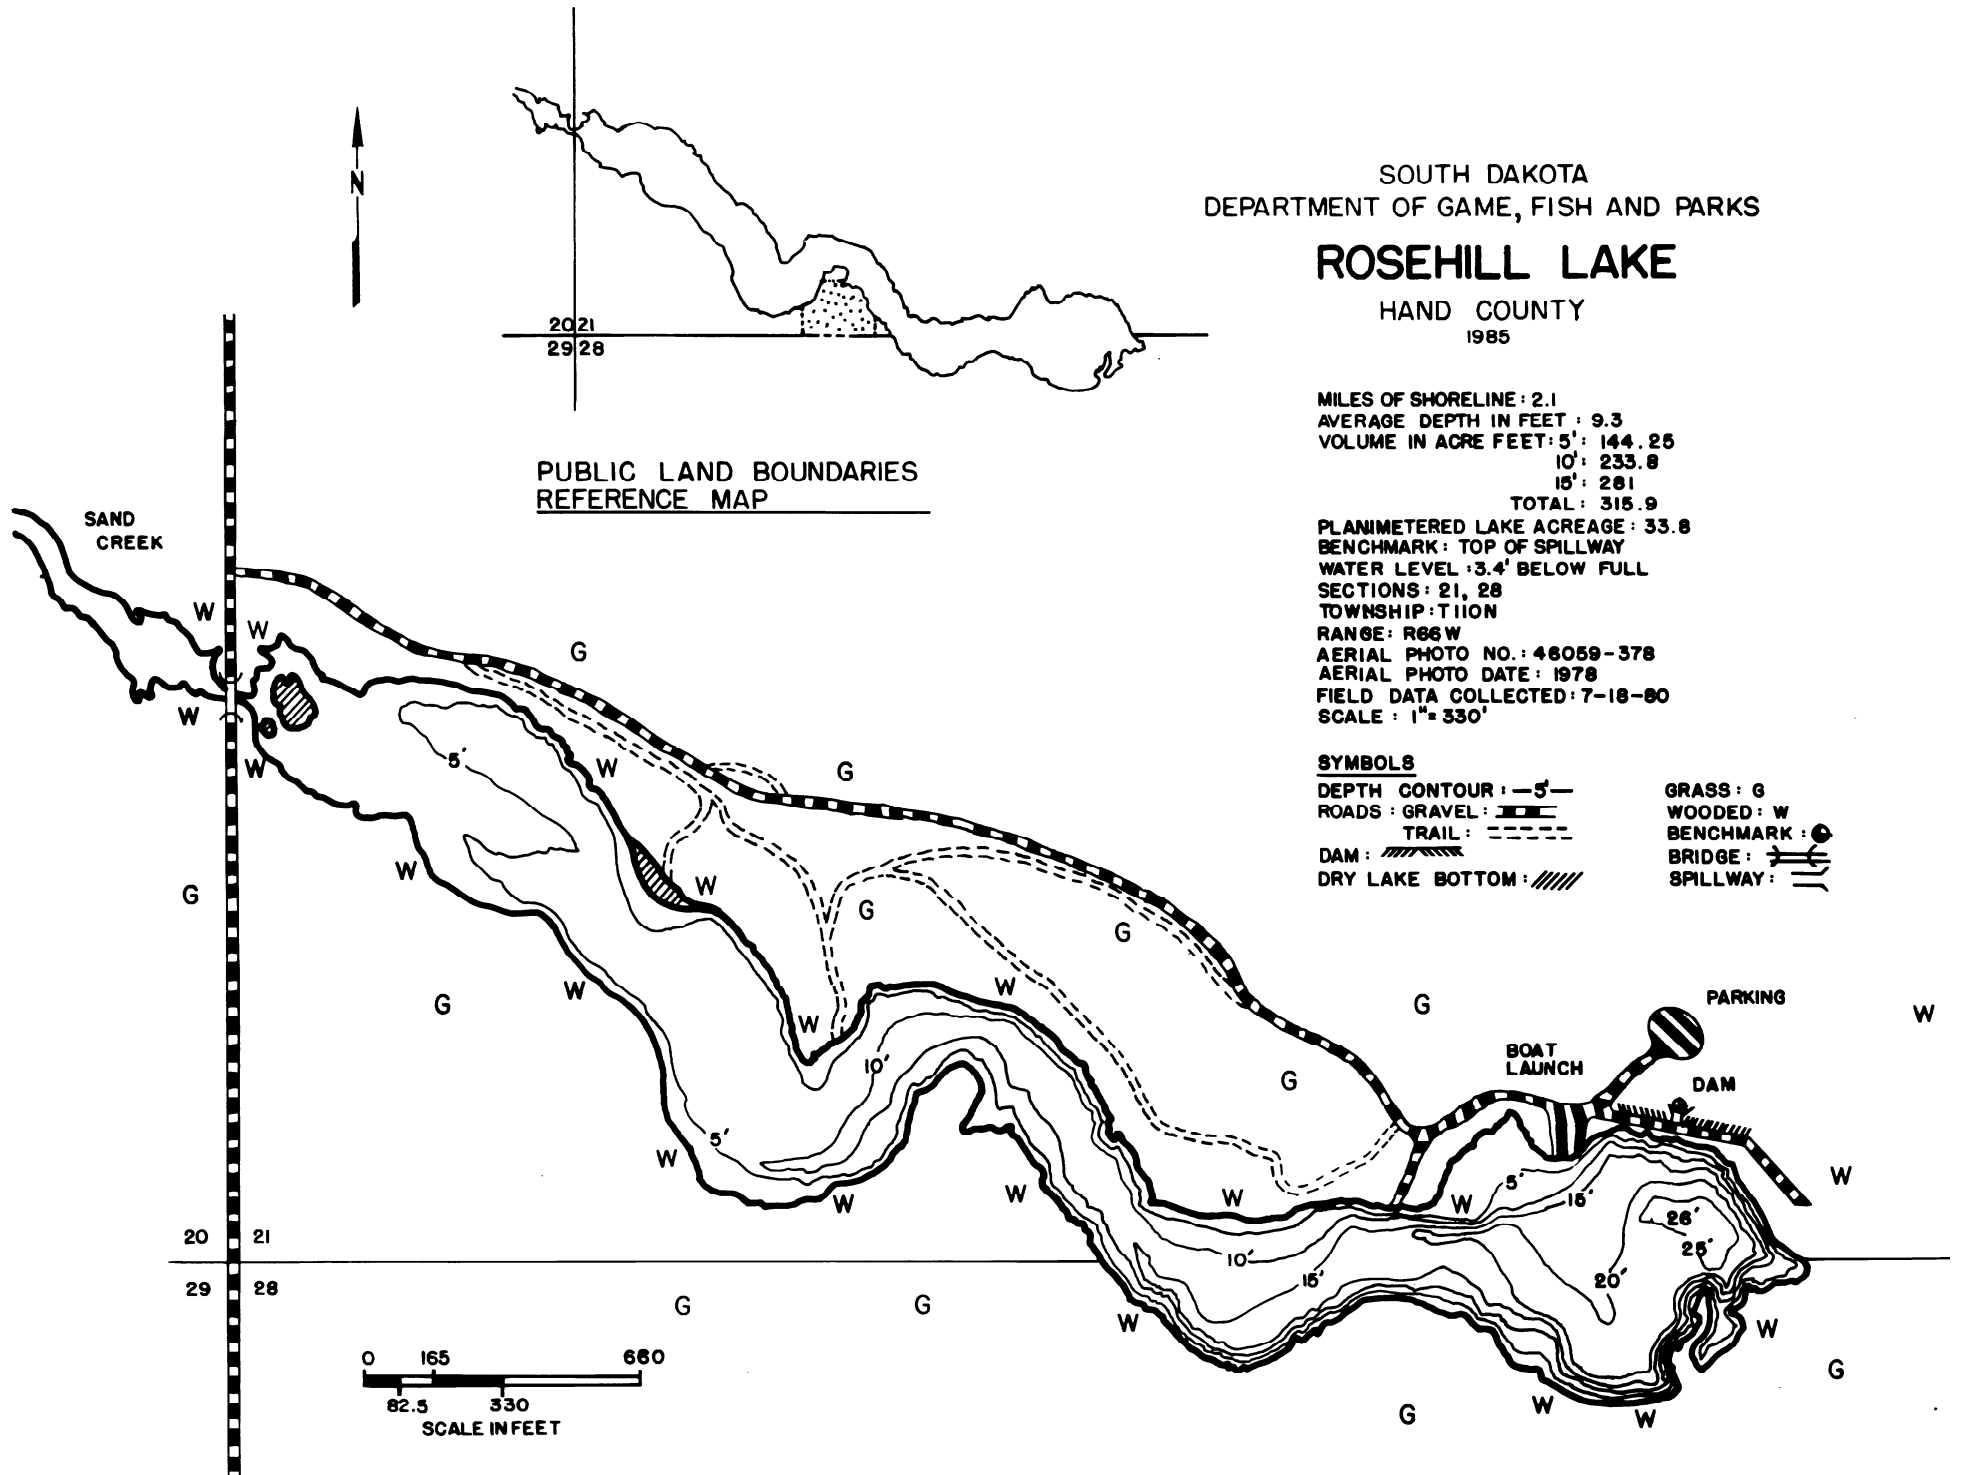 SOUTH DAKOTA
DEPARTMENT OF GAME, FISH AND PARKS
ROSEHILL LAKE
HAND COUNTY
1985
N
20 21
29 28
PUBLIC LAND BOUNDARIES
REFERENCE MAP
MILES OF SHORELINE: 2.1
AVERAGE DEPTH IN FEET : 9.3
VOLUME IN ACRE FEET: 5': 144.25
10': 233.8
15': 281
TOTAL: 315.9
PLANIMETERED LAKE ACREAGE: 33.8
BENCHMARK: TOP OF SPILLWAY
WATER LEVEL :3.4' BELOW FULL
SECTIONS: 21, 28
TOWNSHIP: T110N
RANGE: R66W
AERIAL PHOTO NO.: 46059-378
AERIAL PHOTO DATE: 1978
FIELD DATA COLLECTED: 7-18-80
SCALE : 1"= 330'
SYMBOLS
DEPTH CONTOUR: —5'—
GRASS: G
ROADS: GRAVEL:
WOODED: W
TRAIL:
BENCHMARK:
DAM:
BRIDGE:
DRY LAKE BOTTOM:
SPILLWAY:
SAND
CREEK
W
W
G
W
5'
W
W
G
W
W
G
G
G
W
G
W
W
W
G
PARKING
W
10'
BOAT
LAUNCH
G
DAM
5'
W
W
W
W
W
5'
15'
W
26'
25'
20 21
10'
15'
20'
29 28
G
G
W
W
G
0 165 660
82.5 330
SCALE IN FEET
G
W
W